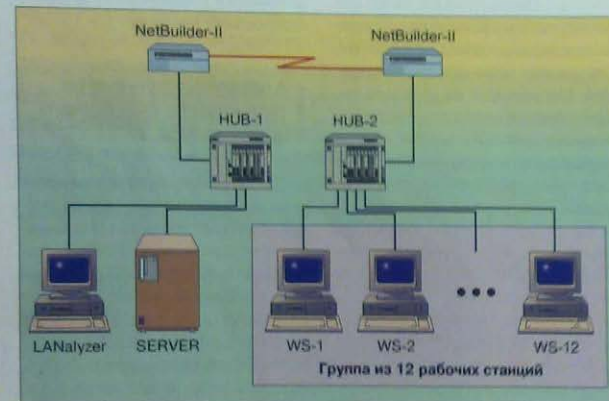 NetBuilder-II
NetBuilder-II
HUB-1
HUB-2
LANalyzer
SERVER
WS-1
WS-2
WS-12
Группа из 12 рабочих станций